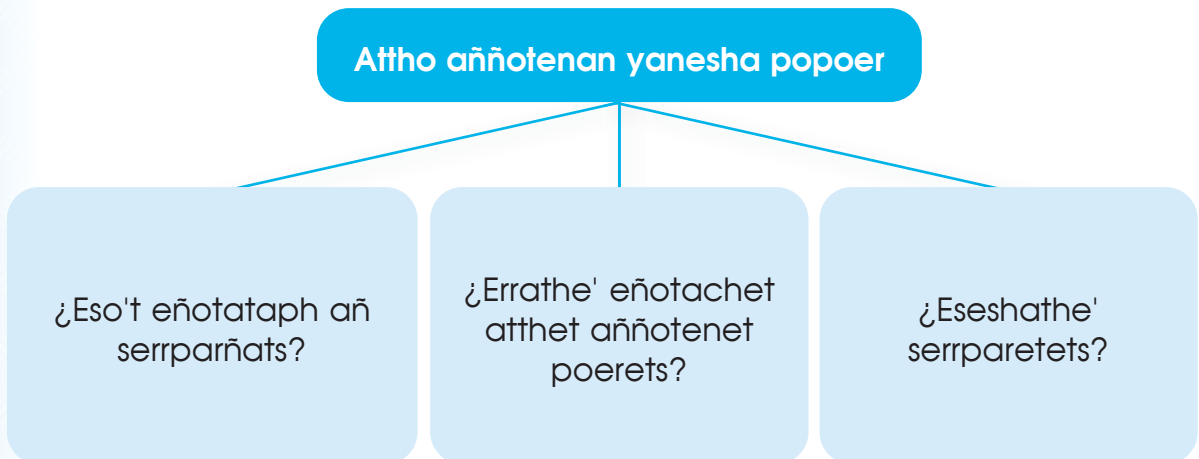 Attho aññotenan yanesha popoer
¿Eso't eñotataph añ
serrparñats?
¿Errathe' eñotachet
atthet aññotenet
poerets?
¿Eseshathe'
serrparetets?